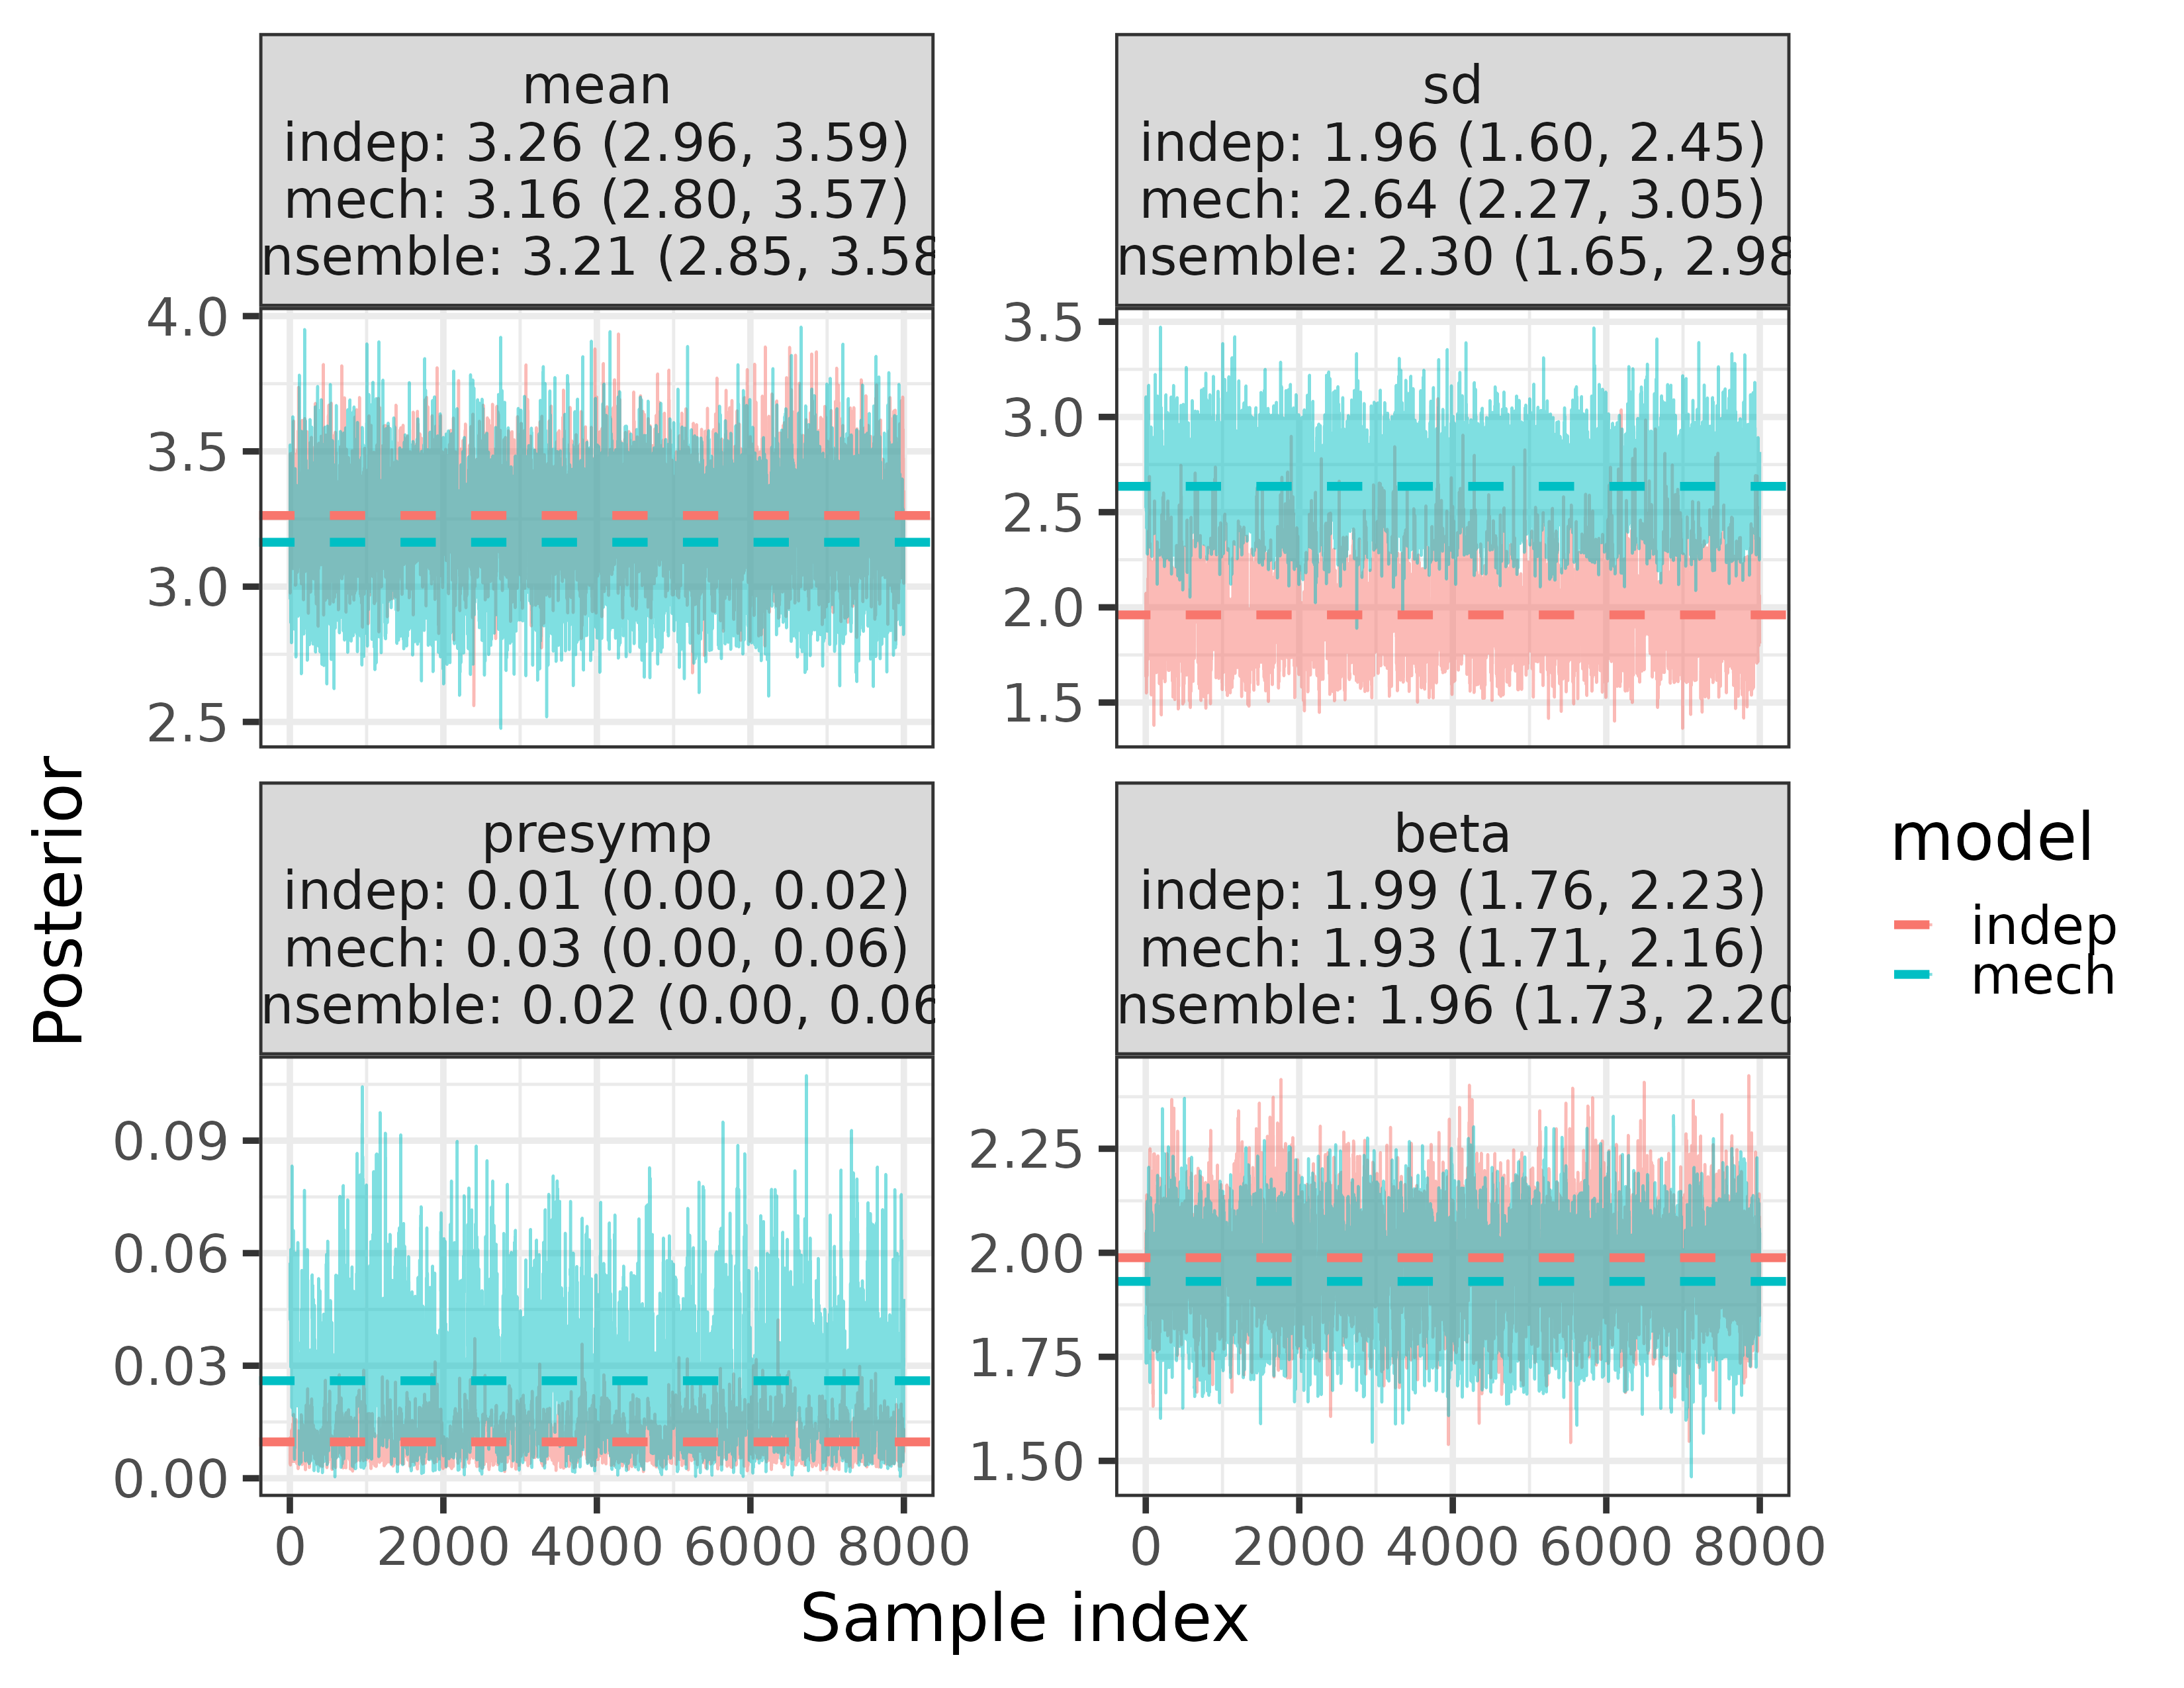 mean
indep: 3.26 (2.96, 3.59)
mech: 3.16 (2.80, 3.57)
nsemble: 3.21 (2.85, 3.58
sd
indep: 1.96 (1.60, 2.45)
mech: 2.64 (2.27, 3.05)
nsemble: 2.30 (1.65, 2.98
4.0
3.5
3.0
2.5
3.5
3.0
2.5
2.0
1.5
Posterior
presymp
indep: 0.01 (0.00, 0.02)
mech: 0.03 (0.00, 0.06)
nsemble: 0.02 (0.00, 0.06
beta
indep: 1.99 (1.76, 2.23)
mech: 1.93 (1.71, 2.16)
nsemble: 1.96 (1.73, 2.20
model
indep
mech
0.09
0.06
0.03
0.00
2.25
2.00
1.75
1.50
0 2000 4000 6000 8000
0 2000 4000 6000 8000
Sample index